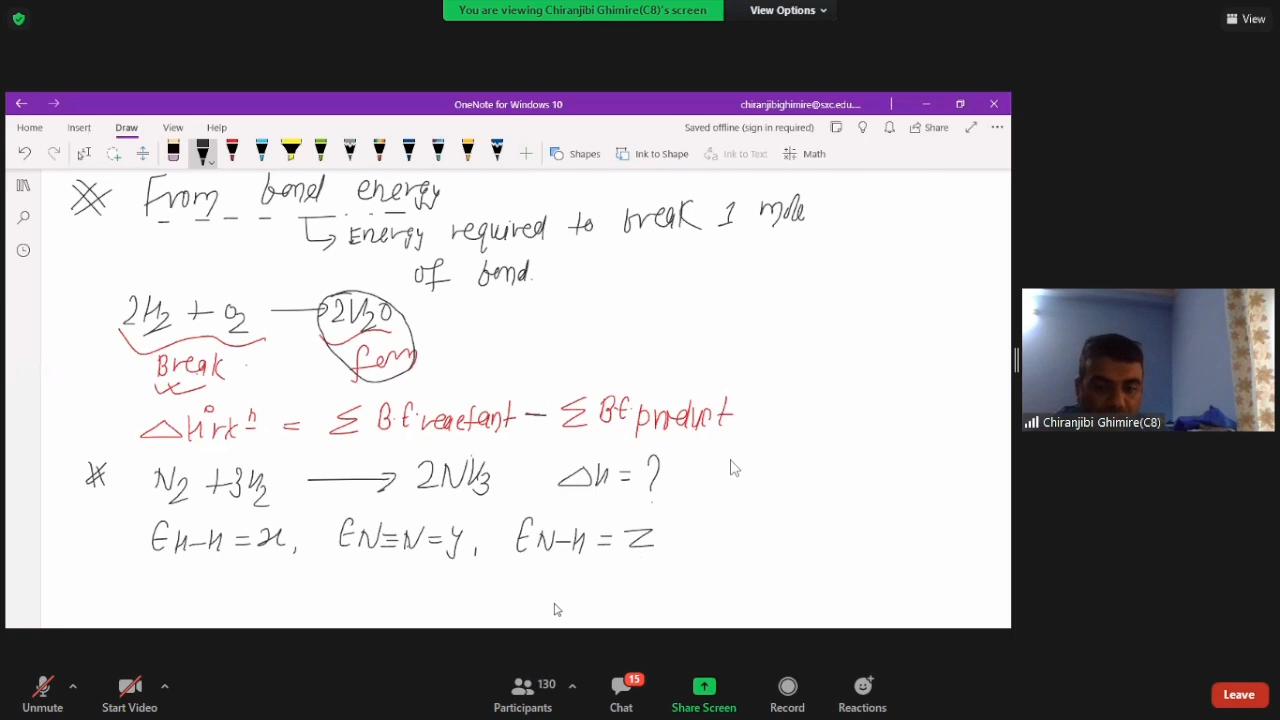 You are viewing Chiranjibi Ghimire(C8)'s screen
View Options
View
OneNote for Windows 10
chiranjibighimire@sxc.edu....
Home Insert Draw View Help
Saved offline (sign in required)
Share
Shapes
Ink to Shape
Ink to Text
Math
From bond energy
Energy required to break 1 mole
of bond.
2H₂ + O₂ → 2H₂O
Break
form
ΔH°rxⁿ = Σ B.E.reactant - Σ B.E.product
* N₂ + 3H₂ → 2NH₃ ΔH = ?
EH-H = x, EN≡N = y, EN-H = z
Chiranjibi Ghimire(C8)
Unmute
Start Video
130
Participants
15
Chat
Share Screen
Record
Reactions
Leave